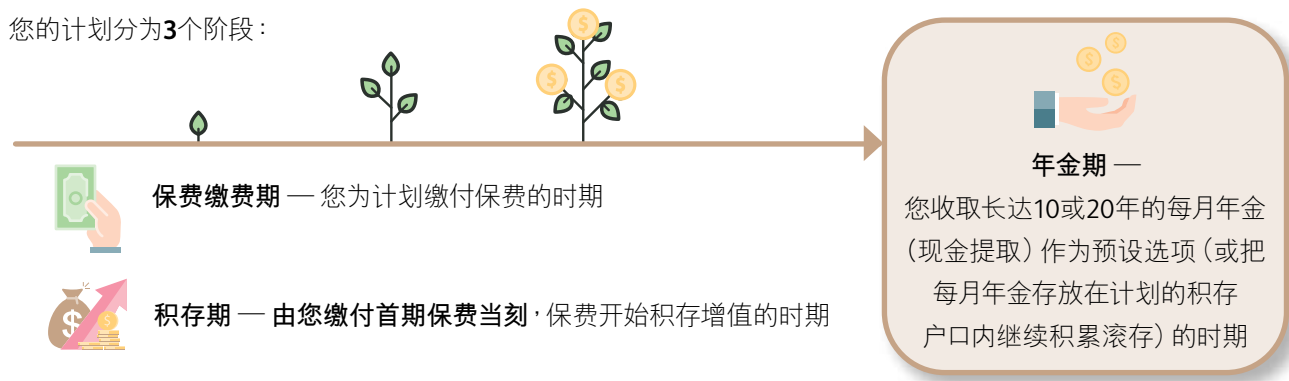 您的计划分为3个阶段：
保费缴费期 — 您为计划缴付保费的时期
积存期 — 由您缴付首期保费当刻，保费开始积存增值的时期
年金期 —
您收取长达10或20年的每月年金
（现金提取）作为预设选项（或把
每月年金存放在计划的积存
户口内继续积累滚存）的时期